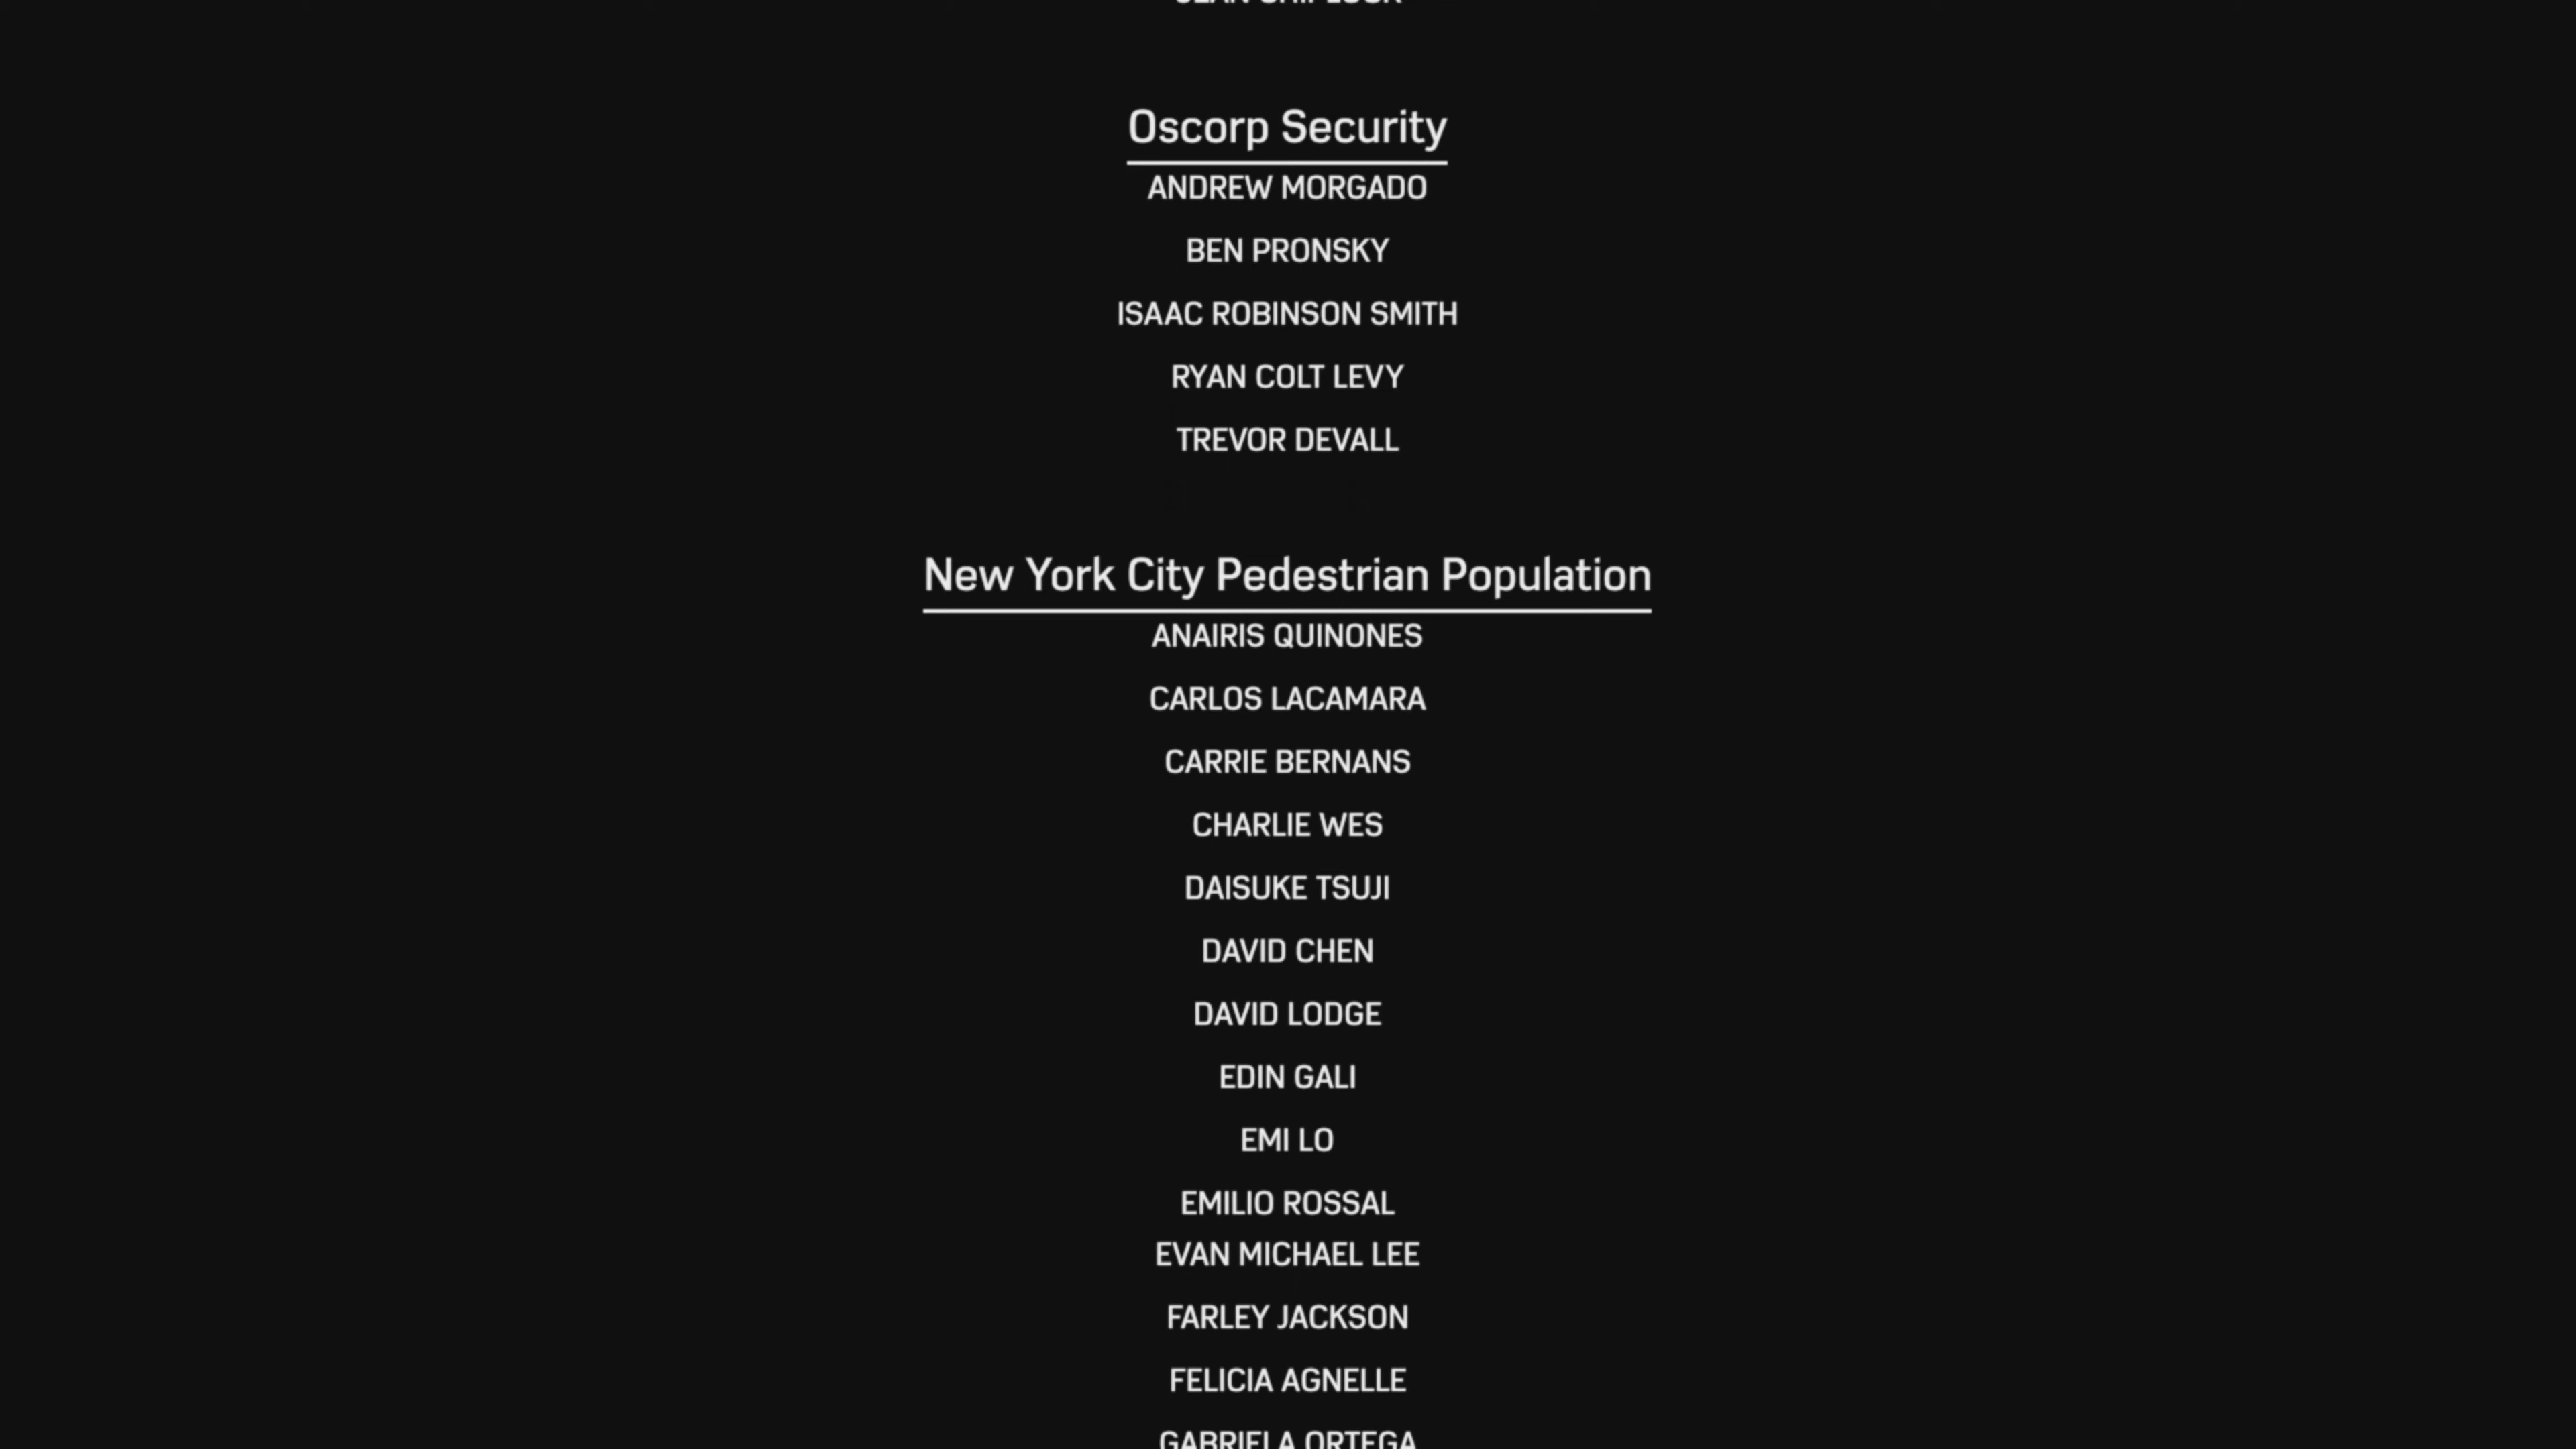 Oscorp Security
ANDREW MORGADO
BEN PRONSKY
ISAAC ROBINSON SMITH
RYAN COLT LEVY
TREVOR DEVALL
New York City Pedestrian Population
ANAIRIS QUINONES
CARLOS LACAMARA
CARRIE BERNANS
CHARLIE WES
DAISUKE TSUJI
DAVID CHEN
DAVID LODGE
EDIN GALI
EMI LO
EMILIO ROSSAL
EVAN MICHAEL LEE
FARLEY JACKSON
FELICIA AGNELLE
GABRIELA ORTEGA